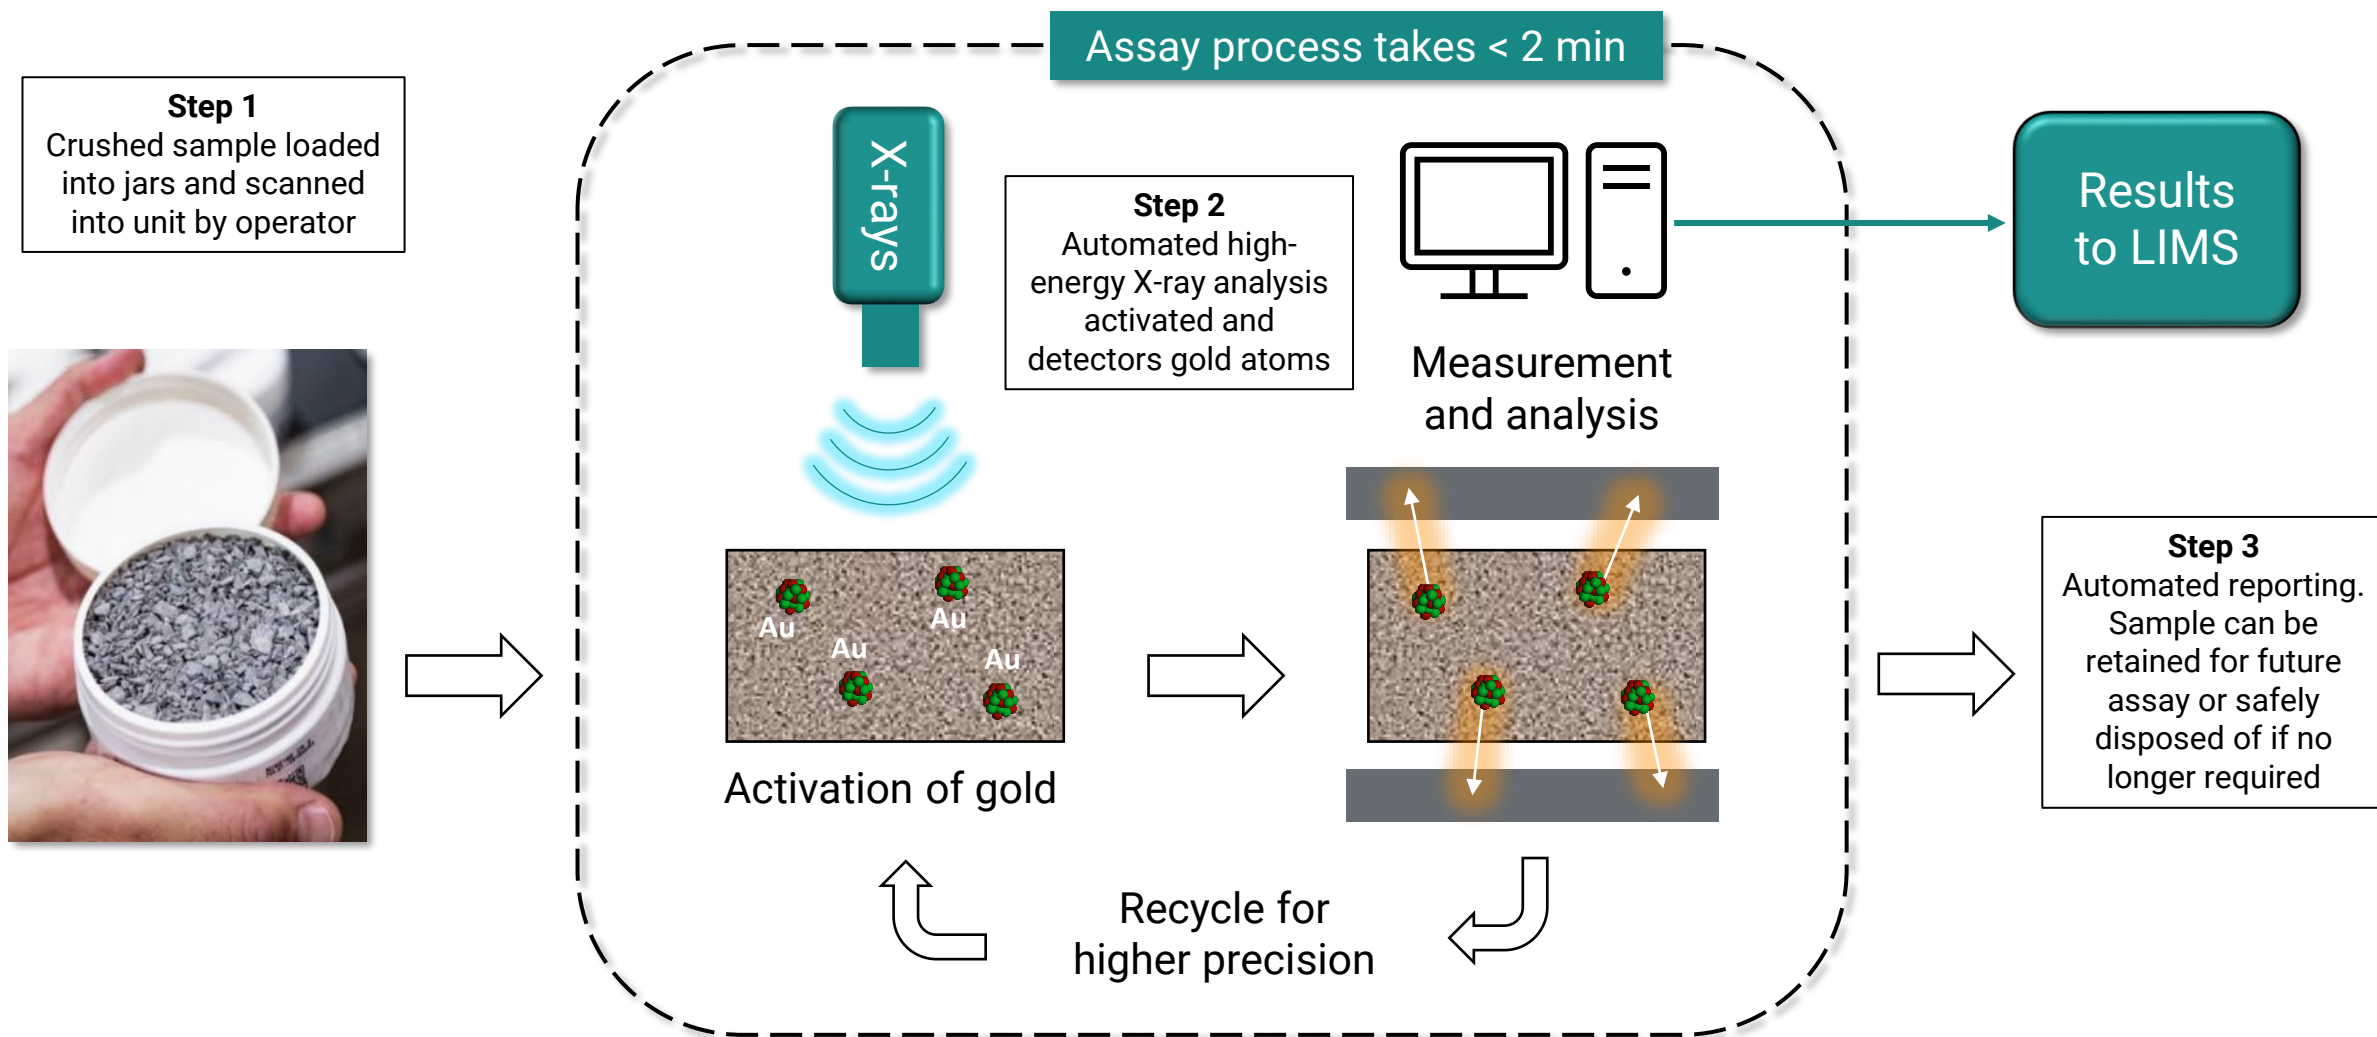 Assay process takes < 2 min
Step 1
Crushed sample loaded
into jars and scanned
into unit by operator
X-rays
Step 2
Automated high-
energy X-ray analysis
activated and
detectors gold atoms
Measurement
and analysis
Results
to LIMS
Au
Au
Au
Au
Activation of gold
Recycle for
higher precision
Step 3
Automated reporting.
Sample can be
retained for future
assay or safely
disposed of if no
longer required